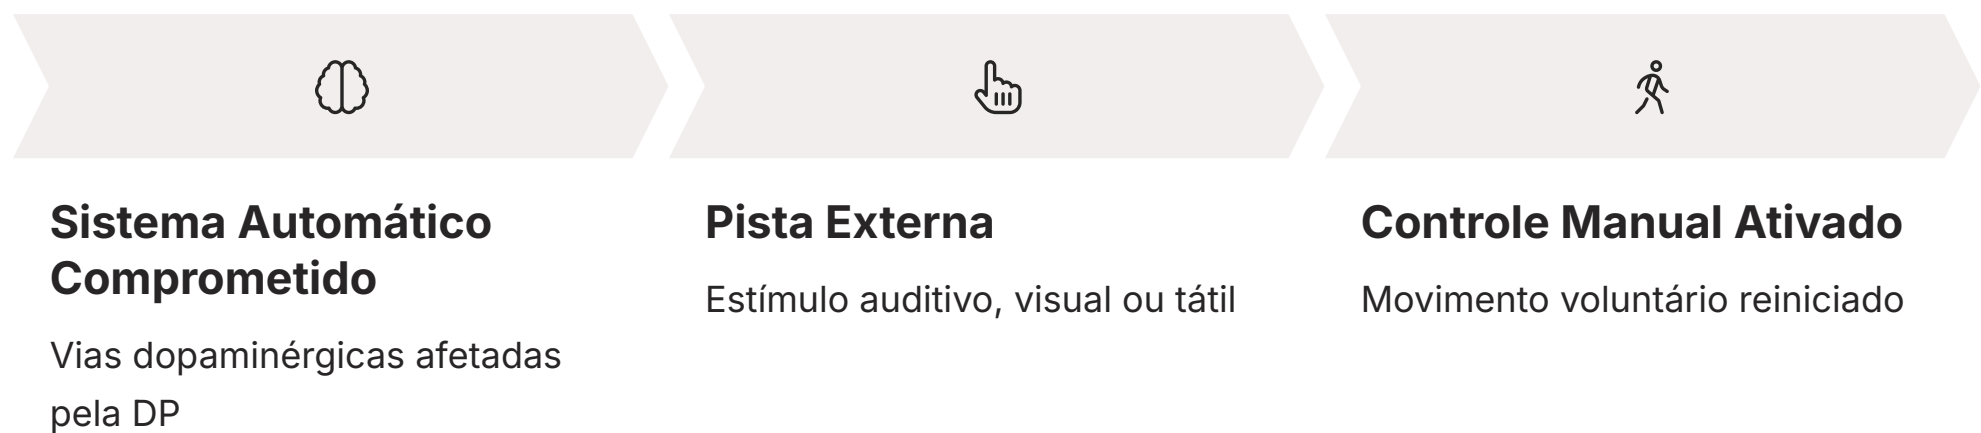 Sistema Automático
Comprometido
Vias dopaminérgicas afetadas
pela DP
Pista Externa
Estímulo auditivo, visual ou tátil
Controle Manual Ativado
Movimento voluntário reiniciado